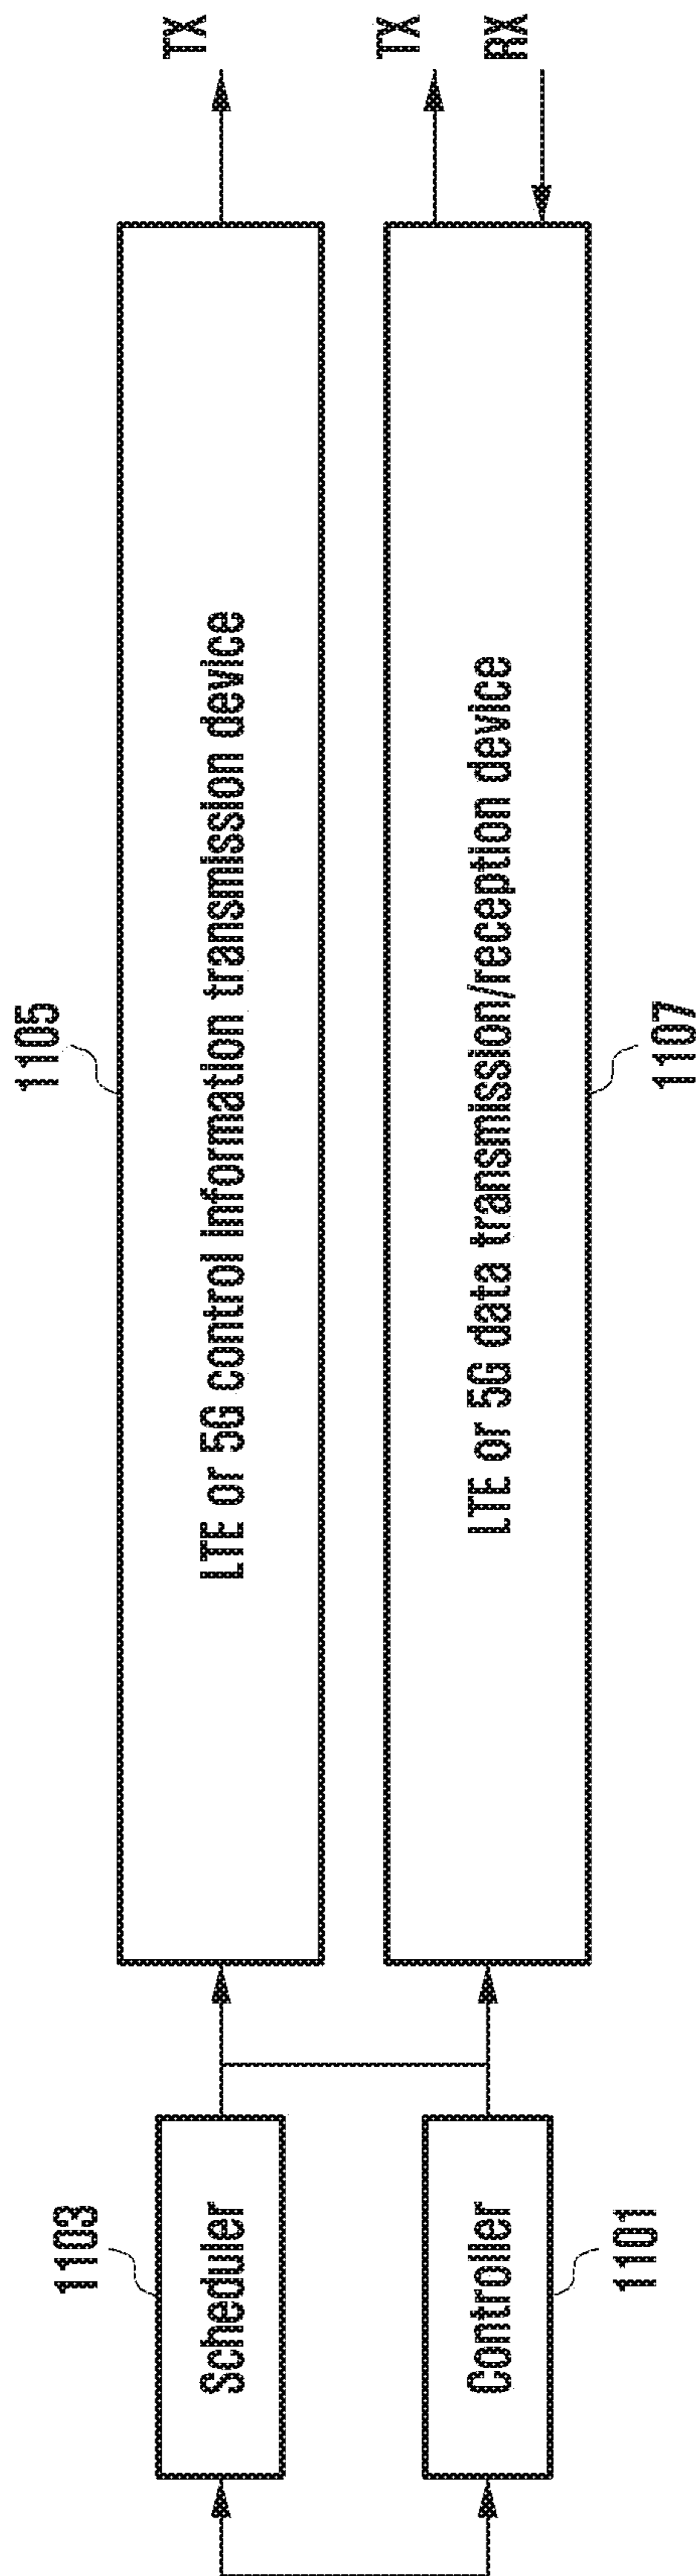 1103
Scheduler
1105
LTE or 5G control information transmission device
TX
Controller
1101
LTE or 5G data transmission/reception device
1107
TX
RX